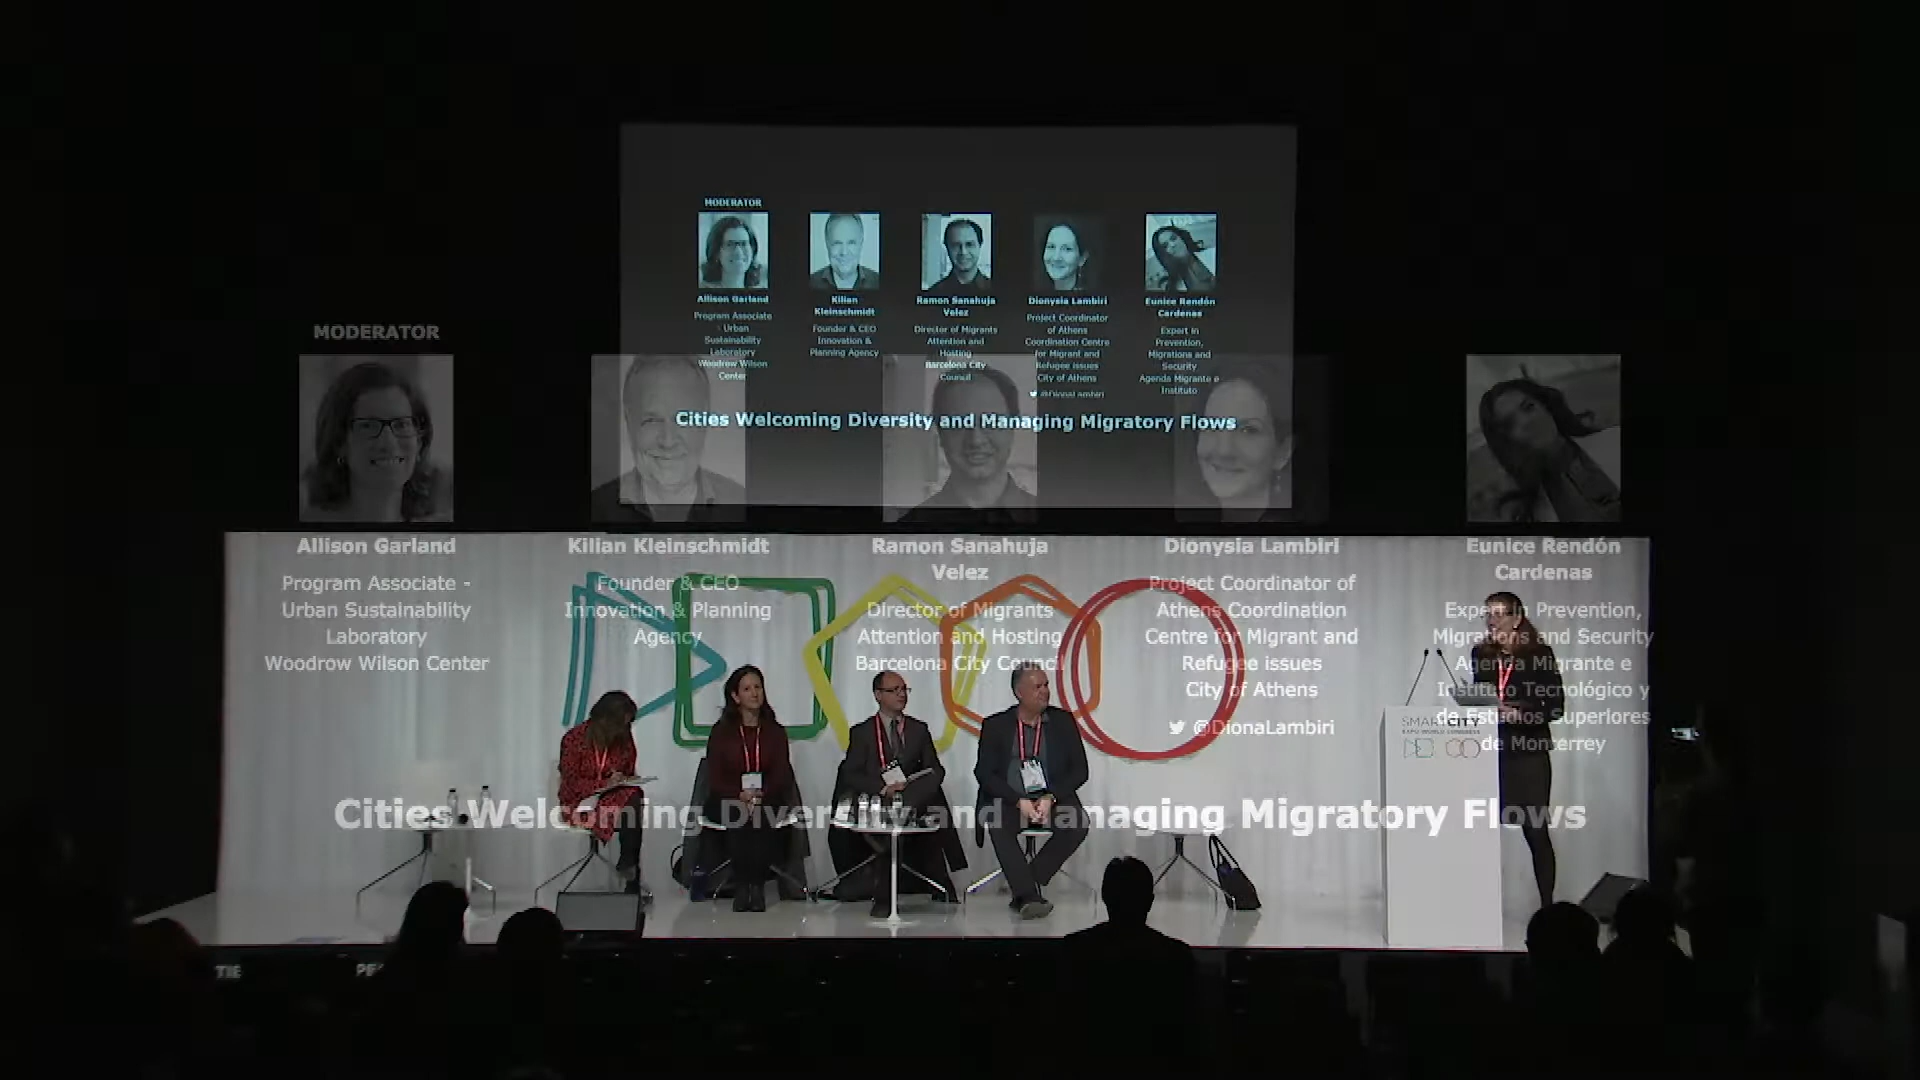 MODERATOR
Allison Garland
Program Associate
- Urban
Sustainability
Laboratory
Woodrow Wilson
Center
Kilian
Kleinschmidt
Founder & CEO
Innovation &
Planning Agency
Ramon Sanahuja
Velez
Director of Migrants
Attention and
Hosting
Barcelona City
Council
Dionysia Lambiri
Project Coordinator
of Athens
Coordination Centre
for Migrant and
Refugee issues
City of Athens
@DionaLambiri
Eunice Rendón
Cardenas
Expert in
Prevention,
Migrations and
Security
Agenda Migrante e
Instituto
Cities Welcoming Diversity and Managing Migratory Flows
MODERATOR
Allison Garland
Program Associate -
Urban Sustainability
Laboratory
Woodrow Wilson Center
Kilian Kleinschmidt
Founder & CEO
Innovation & Planning
Agency
Ramon Sanahuja
Velez
Director of Migrants
Attention and Hosting
Barcelona City Council
Dionysia Lambiri
Project Coordinator of
Athens Coordination
Centre for Migrant and
Refugee issues
City of Athens
@DionaLambiri
Eunice Rendón
Cardenas
Expert in Prevention,
Migrations and Security
Agenda Migrante e
Instituto Tecnológico y
de Estudios Superiores
de Monterrey
SMART CITY
EXPO WORLD CONGRESS
Cities Welcoming Diversity and Managing Migratory Flows